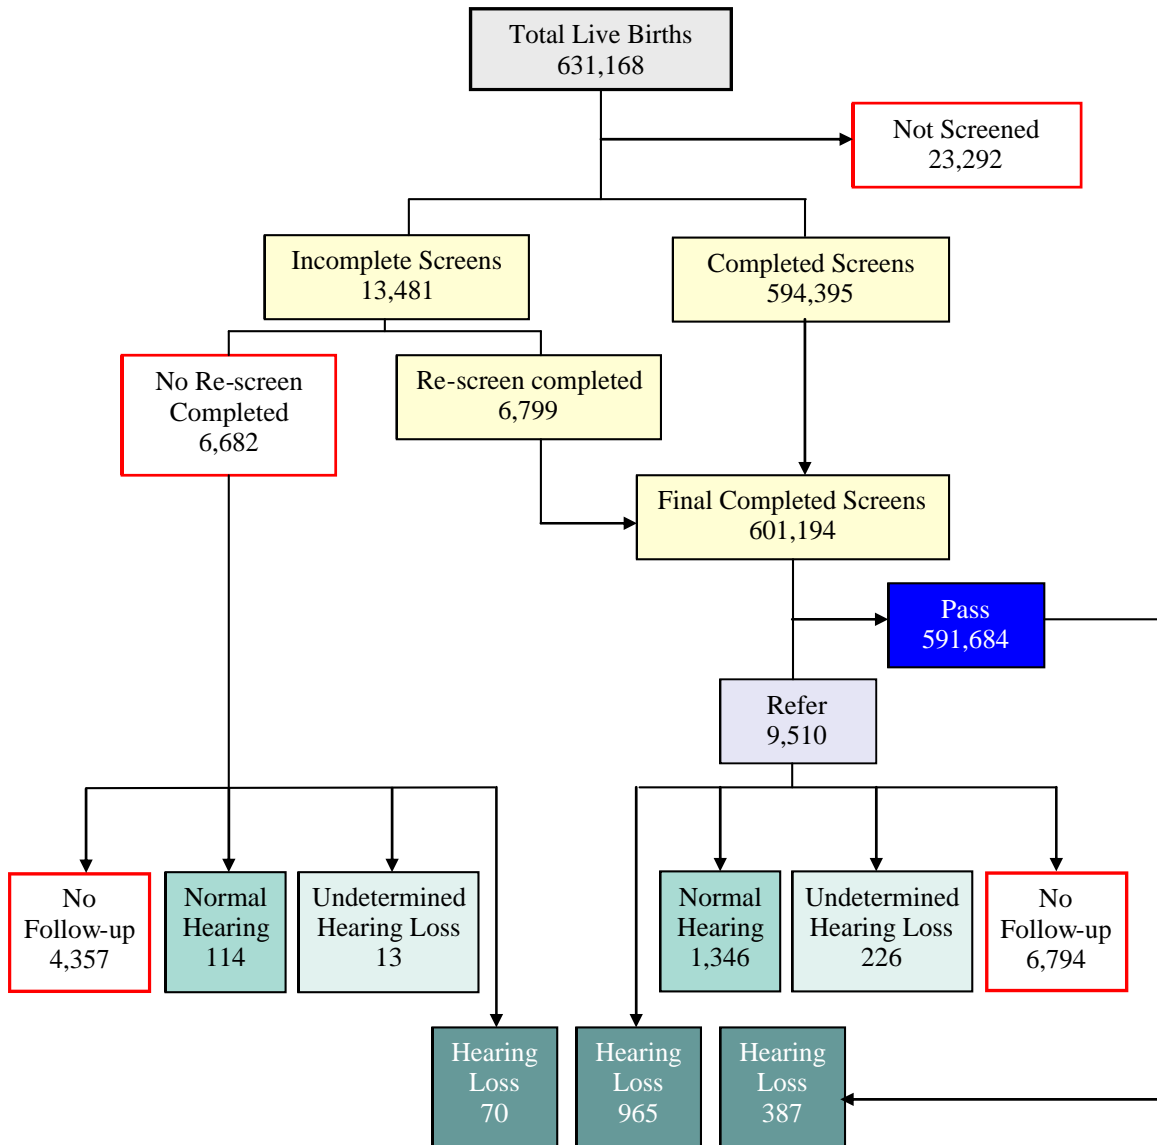 Total Live Births
631,168
Not Screened
23,292
Incomplete Screens
13,481
Completed Screens
594,395
No Re-screen
Completed
6,682
Re-screen completed
6,799
Final Completed Screens
601,194
Pass
591,684
Refer
9,510
No
Follow-up
4,357
Normal
Hearing
114
Undetermined
Hearing Loss
13
Normal
Hearing
1,346
Undetermined
Hearing Loss
226
No
Follow-up
6,794
Hearing
Loss
70
Hearing
Loss
965
Hearing
Loss
387